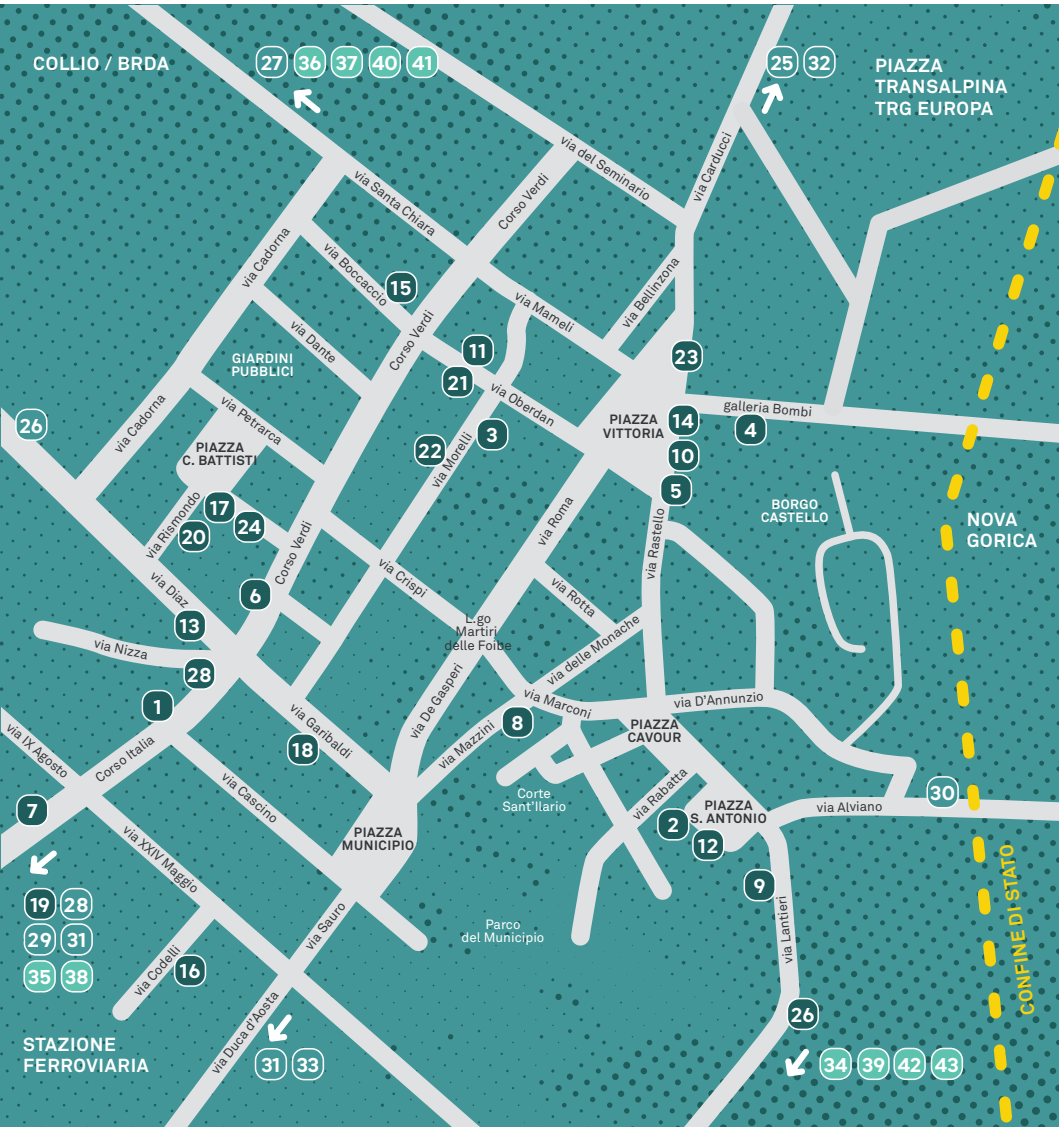 COLLIO / BRDA
27 36 37 40 41
25 32
PIAZZA
TRANSALPINA
TRG EUROPA
via del Seminario
via Carducci
via Santa Chiara
Corso Verdi
via Cadorna
via Boccaccio
15
via Bellinzona
via Mameli
via Dante
Corso Verdi
GIARDINI
PUBBLICI
11
21
23
via Oberdan
via Cadorna
via Petrarca
26
PIAZZA
C. BATTISTI
PIAZZA
VITTORIA
14
galleria Bombi
4
3
22
via Morelli
10
5
17
24
20
via Rismondo
Corso Verdi
via Roma
via Rastello
BORGO
CASTELLO
NOVA
GORICA
via Crispi
via Diaz
6
13
via Rotta
L.go
Martiri
delle Foibe
via delle Monache
via Nizza
28
1
via De Gasperi
via Marconi
8
via D'Annunzio
PIAZZA
CAVOUR
via Garibaldi
18
via Mazzini
via IX Agosto
Corso Italia
7
via Cascino
Corte
Sant'Ilario
via Rabatta
PIAZZA
S. ANTONIO
2
12
via Alviano
30
PIAZZA
MUNICIPIO
via XXIV Maggio
9
via Lantieri
CONFINE DI STATO
19 28
29 31
35 38
via Sauro
Parco
del Municipio
via Codelli
16
STAZIONE
FERROVIARIA
via Duca d'Aosta
31 33
26
34 39 42 43